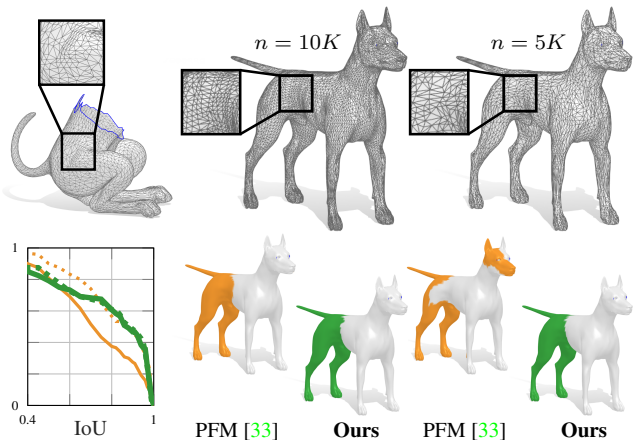 n = 10K
n = 5K
1
0
0.4
IoU
1
PFM [33]
Ours
PFM [33]
Ours